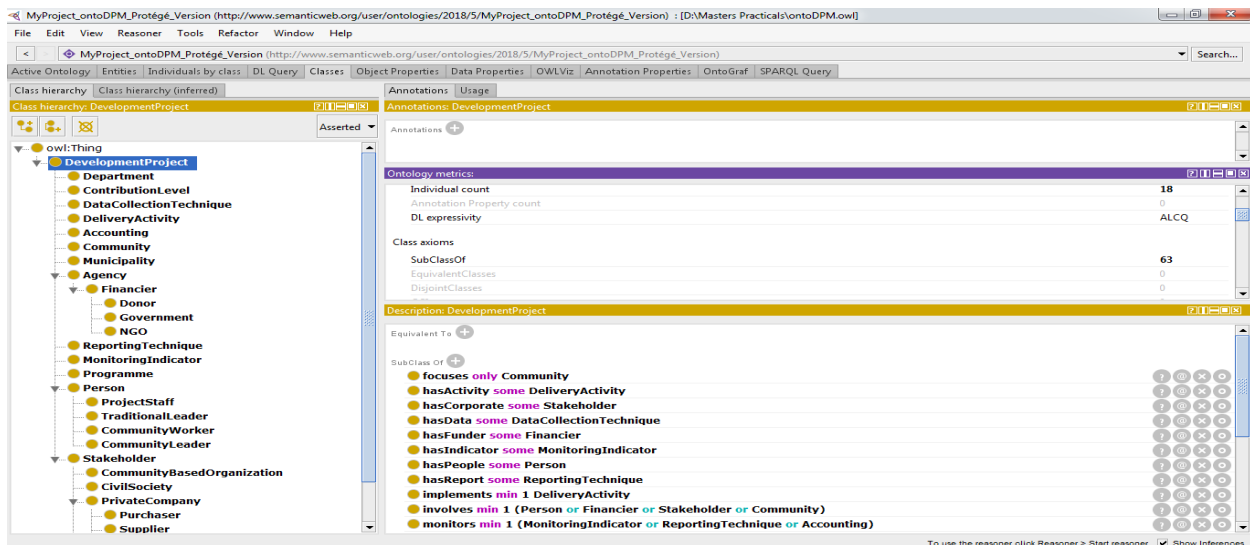 MyProject_ontoDPM_Protégé_Version (http://www.semanticweb.org/user/ontologies/2018/5/MyProject_ontoDPM_Protégé_Version) : [D:\Masters Practicals\ontoDPM.owl]
File Edit View Reasoner Tools Refactor Window Help
< > MyProject_ontoDPM_Protégé_Version (http://www.semanticweb.org/user/ontologies/2018/5/MyProject_ontoDPM_Protégé_Version) Search...
Active Ontology Entities Individuals by class DL Query Classes Object Properties Data Properties OWLViz Annotation Properties OntoGraf SPARQL Query
Class hierarchy Class hierarchy (inferred)
Class hierarchy: DevelopmentProject
Asserted
owl:Thing
DevelopmentProject
Department
ContributionLevel
DataCollectionTechnique
DeliveryActivity
Accounting
Community
Municipality
Agency
Financier
Donor
Government
NGO
ReportingTechnique
MonitoringIndicator
Programme
Person
ProjectStaff
TraditionalLeader
CommunityWorker
CommunityLeader
Stakeholder
CommunityBasedOrganization
CivilSociety
PrivateCompany
Purchaser
Supplier
Annotations Usage
Annotations: DevelopmentProject
Annotations
Ontology metrics:
Individual count 18
Annotation Property count 0
DL expressivity ALCQ
Class axioms
SubClassOf 63
EquivalentClasses 0
DisjointClasses 0
Description: DevelopmentProject
Equivalent To
SubClass Of
focuses only Community
hasActivity some DeliveryActivity
hasCorporate some Stakeholder
hasData some DataCollectionTechnique
hasFunder some Financier
hasIndicator some MonitoringIndicator
hasPeople some Person
hasReport some ReportingTechnique
implements min 1 DeliveryActivity
involves min 1 (Person or Financier or Stakeholder or Community)
monitors min 1 (MonitoringIndicator or ReportingTechnique or Accounting)
To use the reasoner click Reasoner > Start reasoner Show Inferences